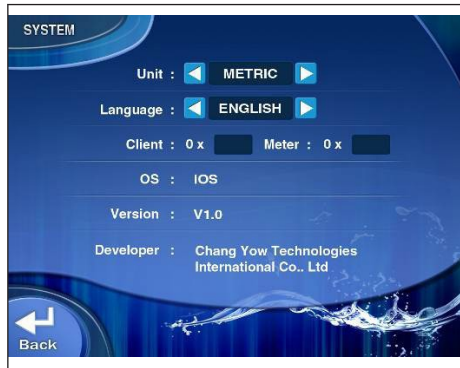 SYSTEM
Unit : METRIC
Language : ENGLISH
Client : 0 x Meter : 0 x
OS : IOS
Version : V1.0
Developer : Chang Yow Technologies
International Co.. Ltd
Back